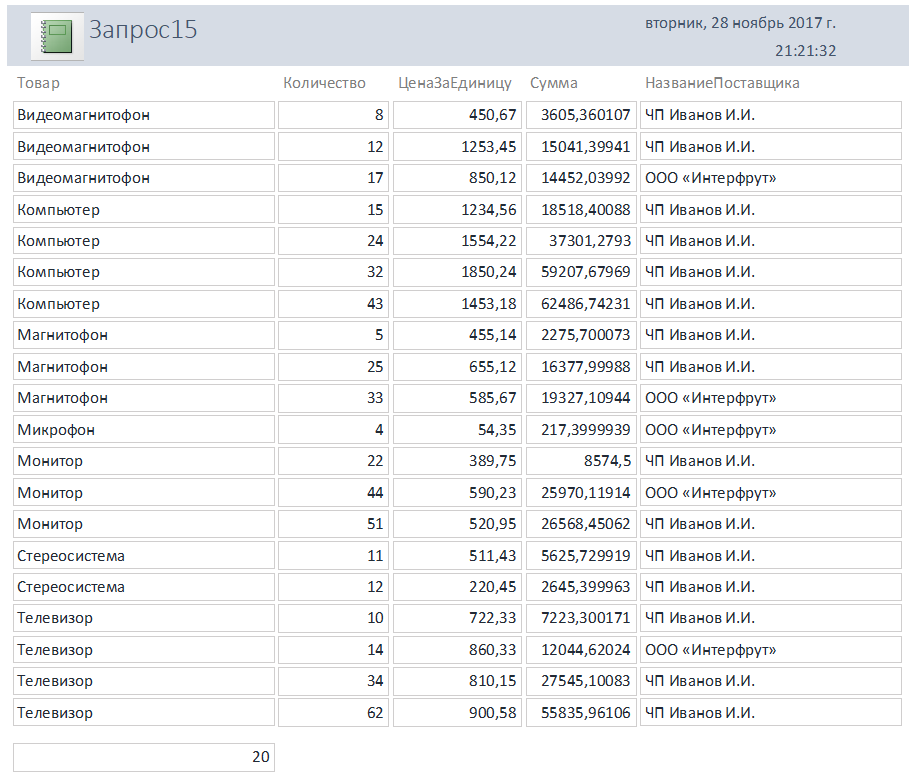 Запрос15
вторник, 28 ноябрь 2017 г.
21:21:32
Товар Количество ЦенаЗаЕдиницу Сумма НазваниеПоставщика
Видеомагнитофон 8 450,67 3605,360107 ЧП Иванов И.И.
Видеомагнитофон 12 1253,45 15041,39941 ЧП Иванов И.И.
Видеомагнитофон 17 850,12 14452,03992 ООО «Интерфрут»
Компьютер 15 1234,56 18518,40088 ЧП Иванов И.И.
Компьютер 24 1554,22 37301,2793 ЧП Иванов И.И.
Компьютер 32 1850,24 59207,67969 ЧП Иванов И.И.
Компьютер 43 1453,18 62486,74231 ЧП Иванов И.И.
Магнитофон 5 455,14 2275,700073 ЧП Иванов И.И.
Магнитофон 25 655,12 16377,99988 ЧП Иванов И.И.
Магнитофон 33 585,67 19327,10944 ООО «Интерфрут»
Микрофон 4 54,35 217,3999939 ООО «Интерфрут»
Монитор 22 389,75 8574,5 ЧП Иванов И.И.
Монитор 44 590,23 25970,11914 ООО «Интерфрут»
Монитор 51 520,95 26568,45062 ЧП Иванов И.И.
Стереосистема 11 511,43 5625,729919 ЧП Иванов И.И.
Стереосистема 12 220,45 2645,399963 ЧП Иванов И.И.
Телевизор 10 722,33 7223,300171 ЧП Иванов И.И.
Телевизор 14 860,33 12044,62024 ООО «Интерфрут»
Телевизор 34 810,15 27545,10083 ЧП Иванов И.И.
Телевизор 62 900,58 55835,96106 ЧП Иванов И.И.
20